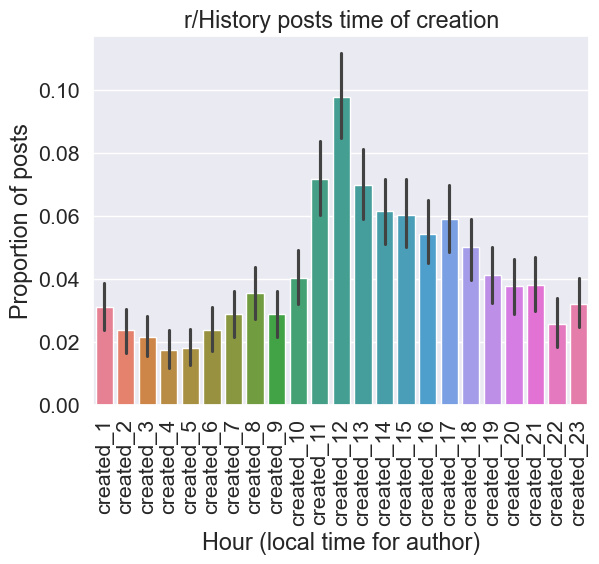 r/History posts time of creation
Proportion of posts
0.10
0.08
0.06
0.04
0.02
0.00
created_1
created_2
created_3
created_4
created_5
created_6
created_7
created_8
created_9
created_10
created_11
created_12
created_13
created_14
created_15
created_16
created_17
created_18
created_19
created_20
created_21
created_22
created_23
Hour (local time for author)